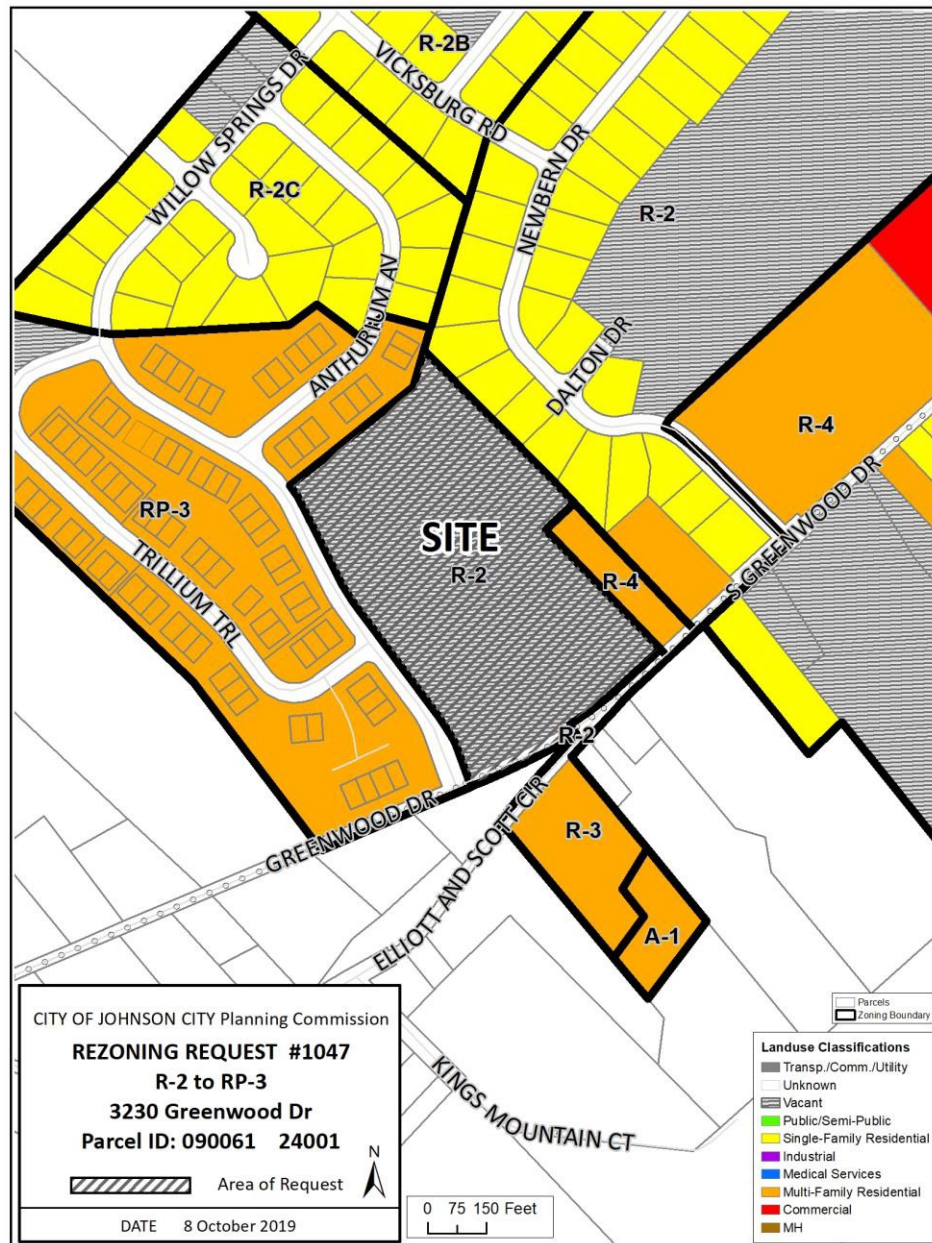 R-2B
WILLOW SPRINGS DR
VICKSBURG RD
NEWBERN DR
R-2C
R-2
ANTHURIUM AV
DALTON DR
R-4
RP-3
SITE
R-2
TRILLIUM TRL
R-4
S GREENWOOD DR
R-2
GREENWOOD DR
R-3
ELLIOTT AND SCOTT CIR
A-1
KINGS MOUNTAIN CT
CITY OF JOHNSON CITY Planning Commission
REZONING REQUEST #1047
R-2 to RP-3
3230 Greenwood Dr
Parcel ID: 090061 24001
Area of Request
N
DATE 8 October 2019
0 75 150 Feet
Parcels
Zoning Boundary
Landuse Classifications
Transp./Comm./Utility
Unknown
Vacant
Public/Semi-Public
Single-Family Residential
Industrial
Medical Services
Multi-Family Residential
Commercial
MH